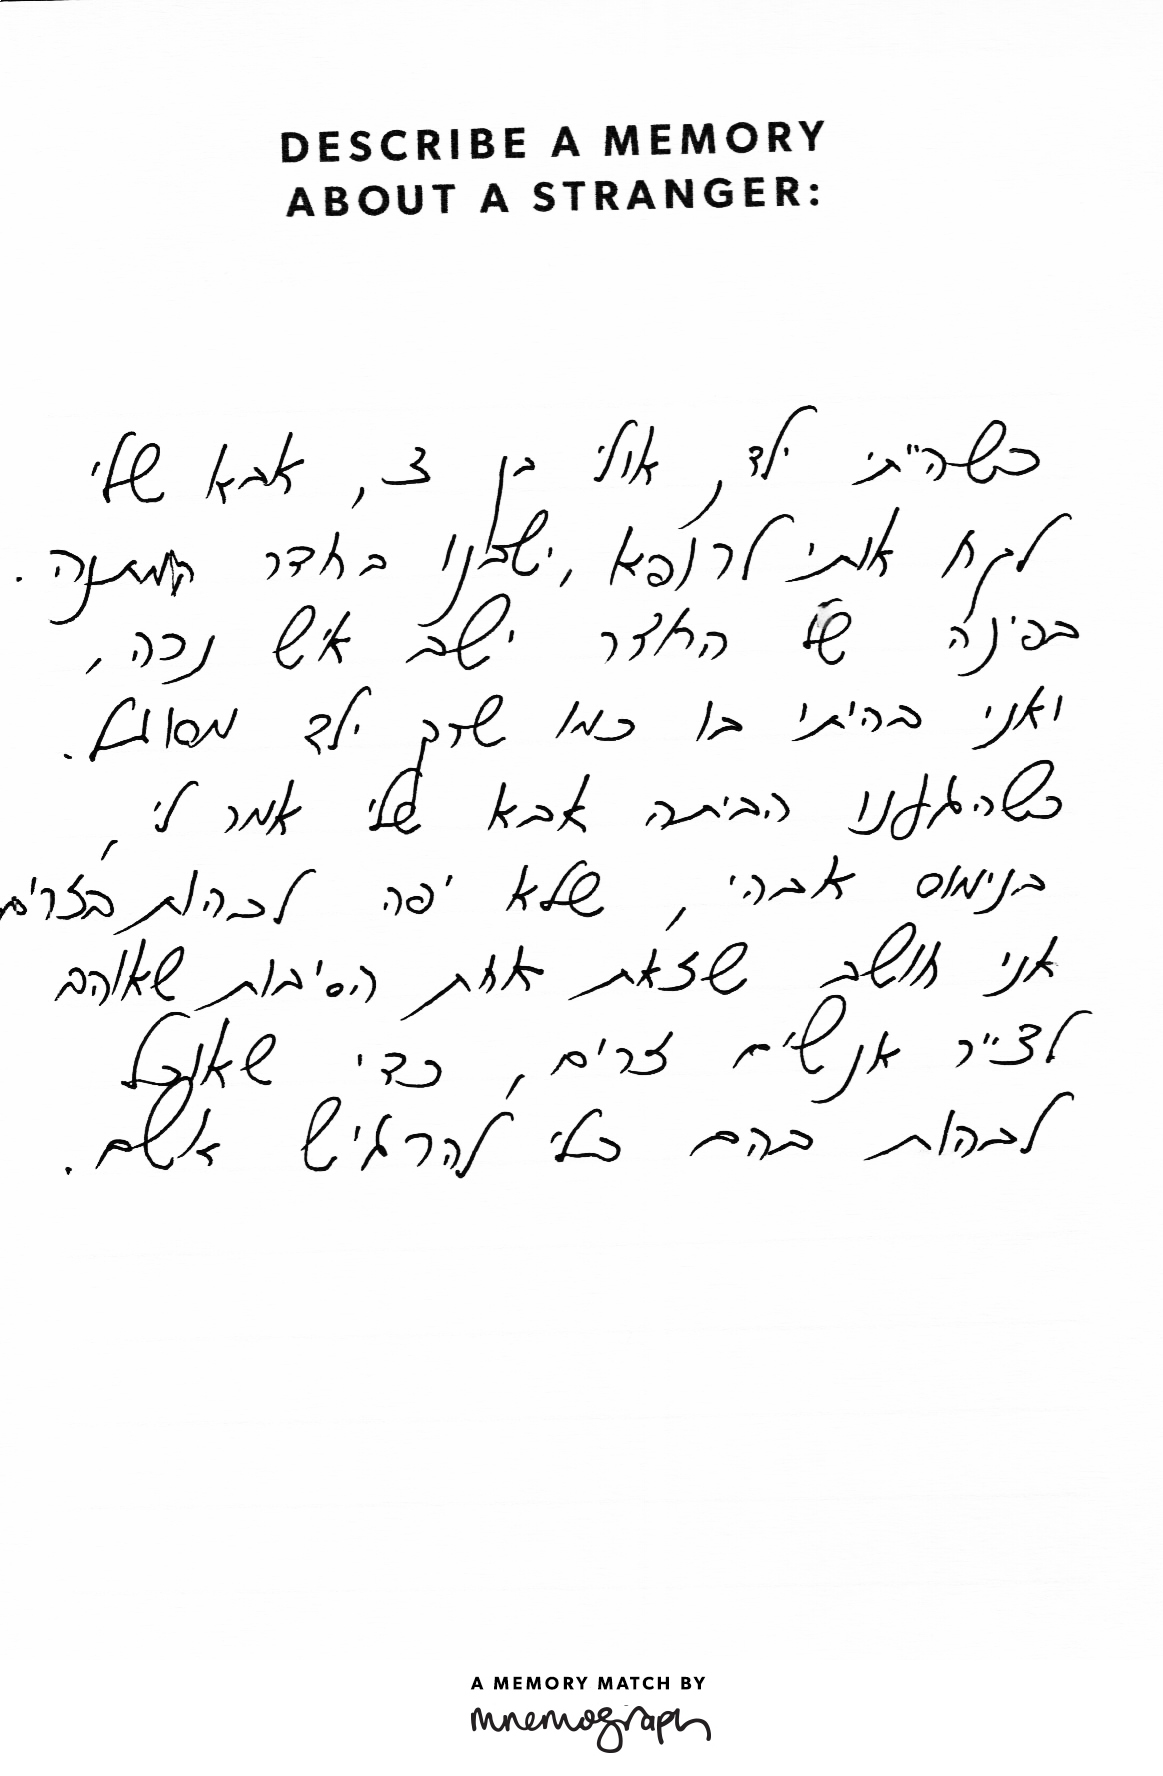 DESCRIBE A MEMORY
ABOUT A STRANGER:
כשהייתי ילד, אולי בן 3, אבא שלי
לקח אותי לרופא, ישבנו בחדר המתנה.
בפינה של החדר ישב איש נכה,
ואני בהיתי בו כמו שרק ילד מסוגל.
כשהגענו הביתה אבא שלי אמר לי,
בנימוס אבהי, שלא יפה לבהות בזרים
אני חושב שזאת אחת הסיבות שאוהב
לצייר אנשים זרים, כדי שאוכל
לבהות בהם בלי להרגיש אשם.
A MEMORY MATCH BY
mnemograph